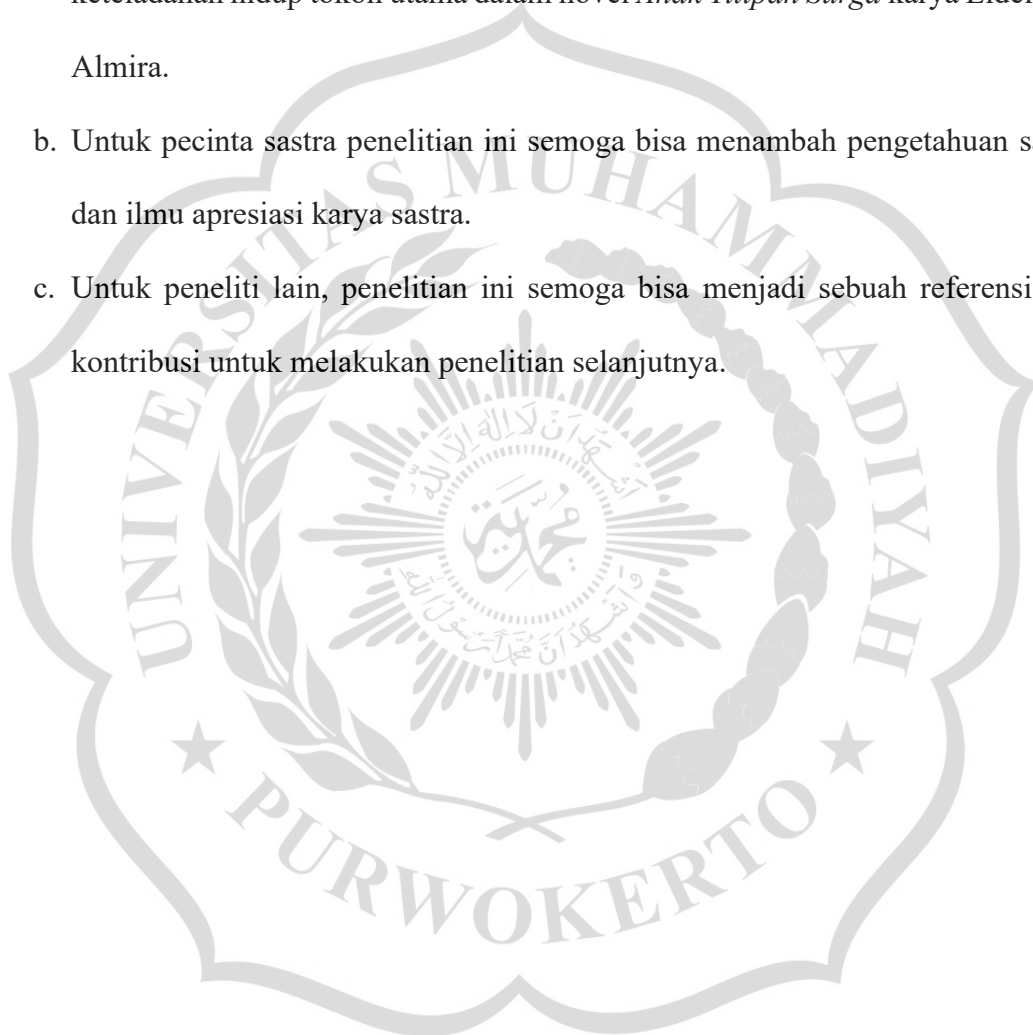 keteladanan hidup tokoh utama dalam novel Anak Titipan Surga karya
Almira.
b. Untuk pecinta sastra penelitian ini semoga bisa menambah pengetahuan
dan ilmu apresiasi karya sastra.
c. Untuk peneliti lain, penelitian ini semoga bisa menjadi sebuah referensi
kontribusi untuk melakukan penelitian selanjutnya.
UNIVERSITAS MUHAMMADIYAH
PURWOKERTO